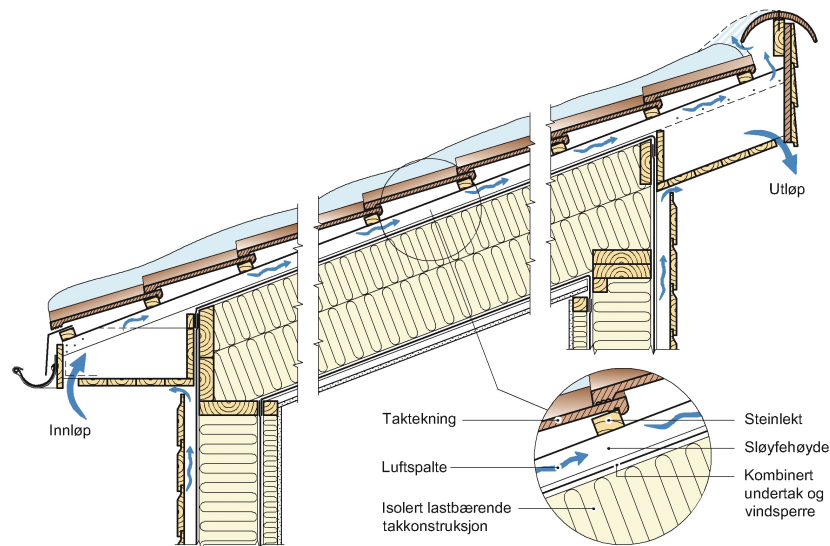 Utløp
Innløp
Taktekning
Luftspalte
Isolert lastbærende
takkonstruksjon
Steinlekt
Sløyfehøyde
Kombinert
undertak og
vindsperre